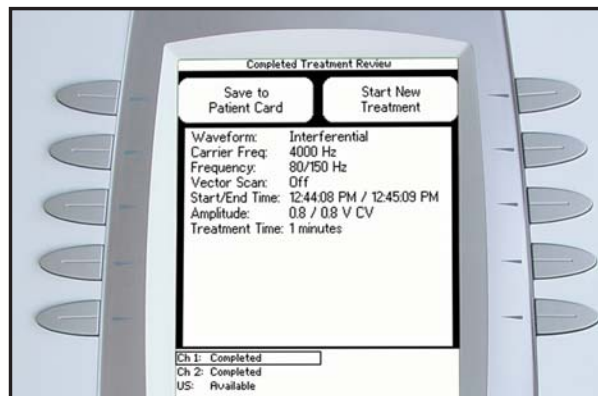 Completed Treatment Review
Save to
Patient Card
Start New
Treatment
Waveform: Interferential
Carrier Freq: 4000 Hz
Frequency: 80/150 Hz
Vector Scan: Off
Start/End Time: 12:44:08 PM / 12:45:09 PM
Amplitude: 0.8 / 0.8 V CV
Treatment Time: 1 minutes
Ch 1: Completed
Ch 2: Completed
US: Available